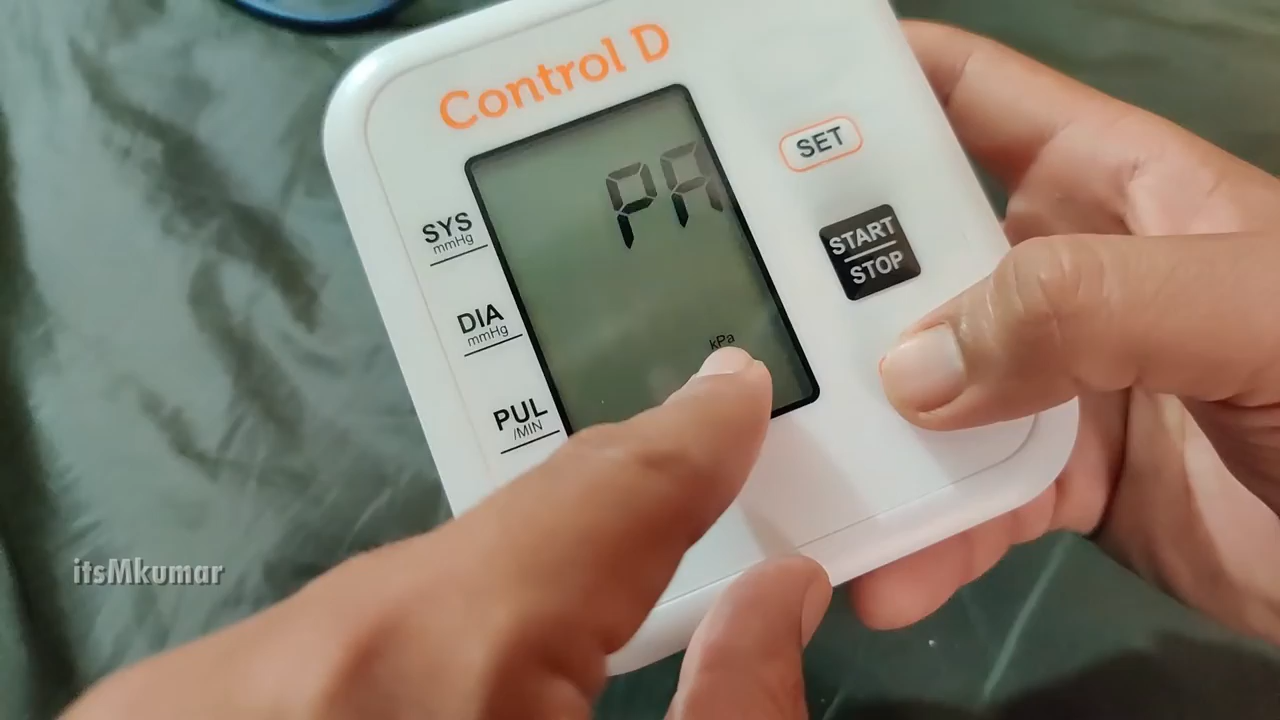 Control D
SET
PA
SYS
mmHg
START
STOP
DIA
mmHg
kPa
PUL
/MIN
itsMkumar